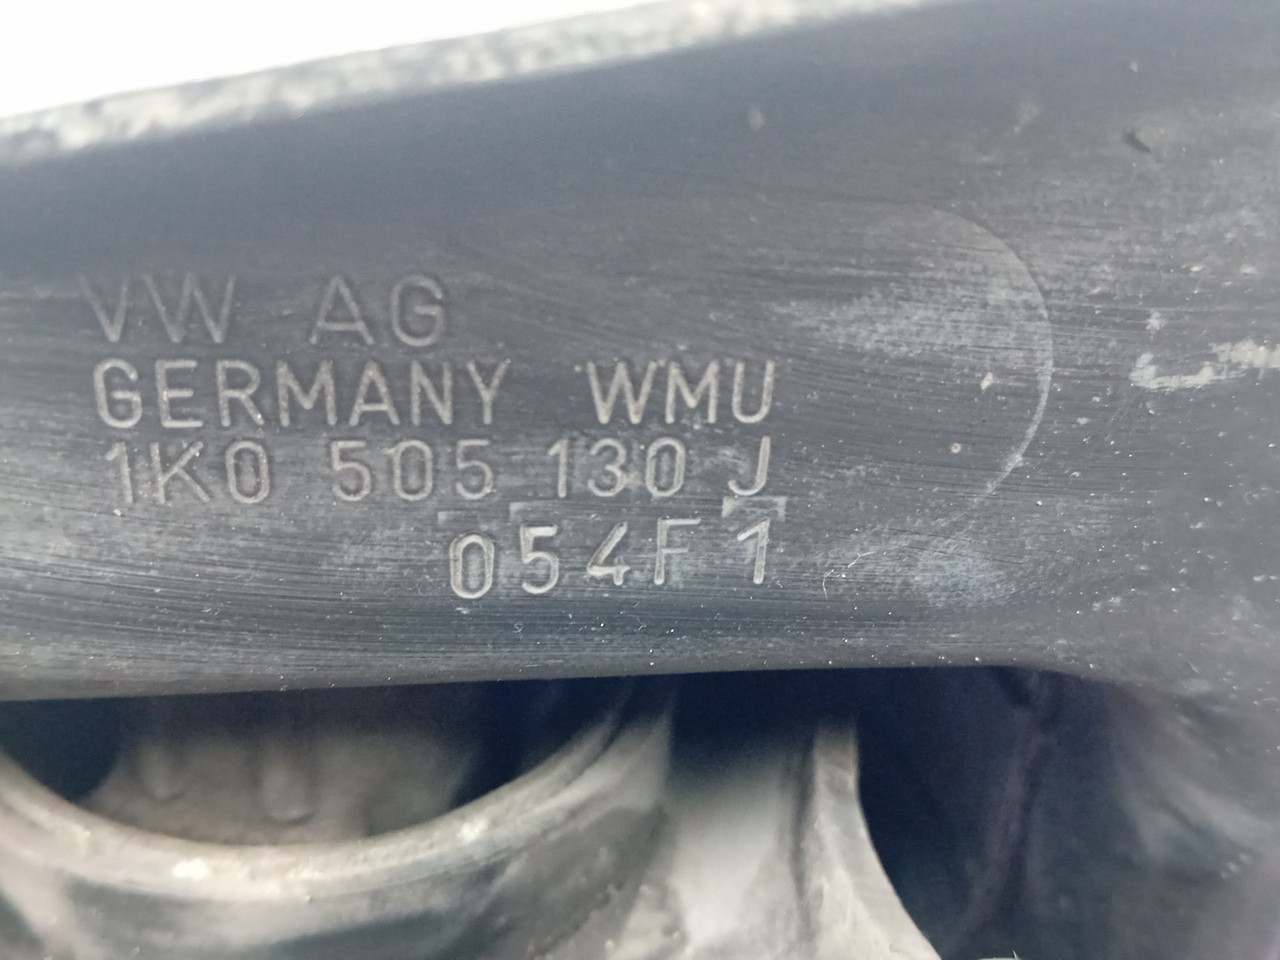 VW AG
GERMANY WMU
1K0 505 130 J
054F1